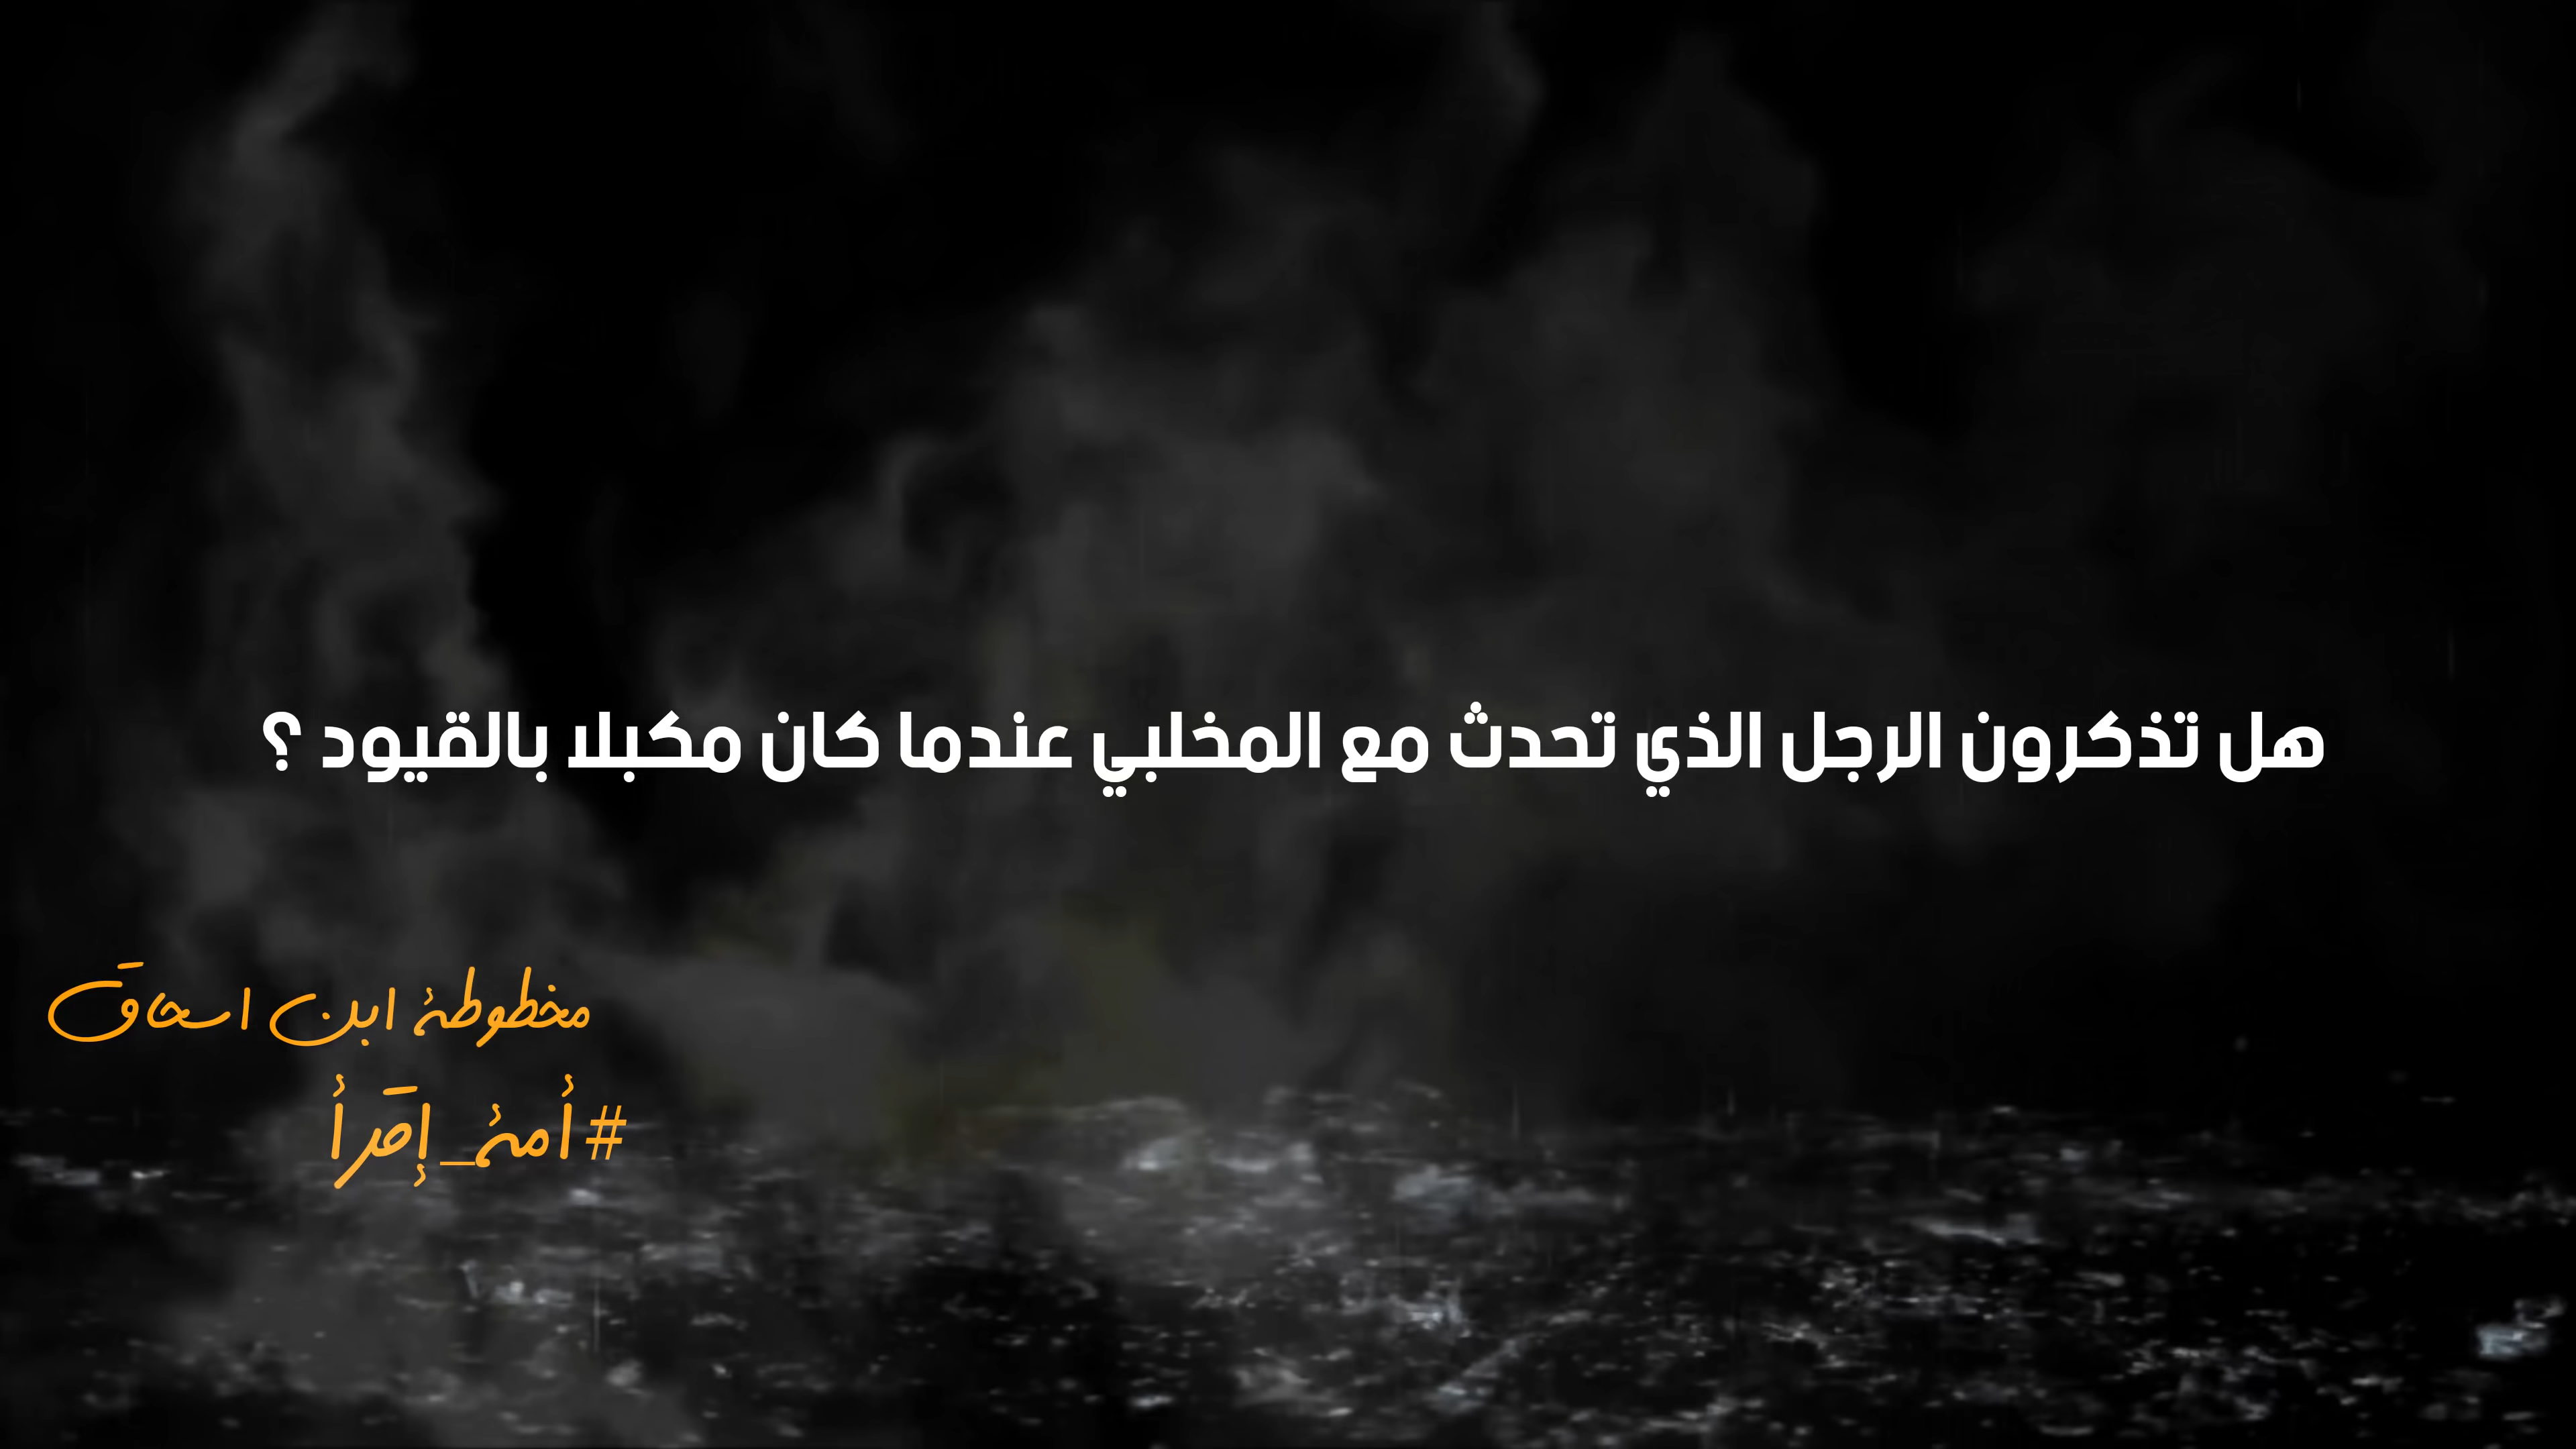 هل تذكرون الرجل الذي تحدث مع المخلبي عندما كان مكبلا بالقيود ؟
مخطوطة ابن اسحاق
#أمة_إقرأ